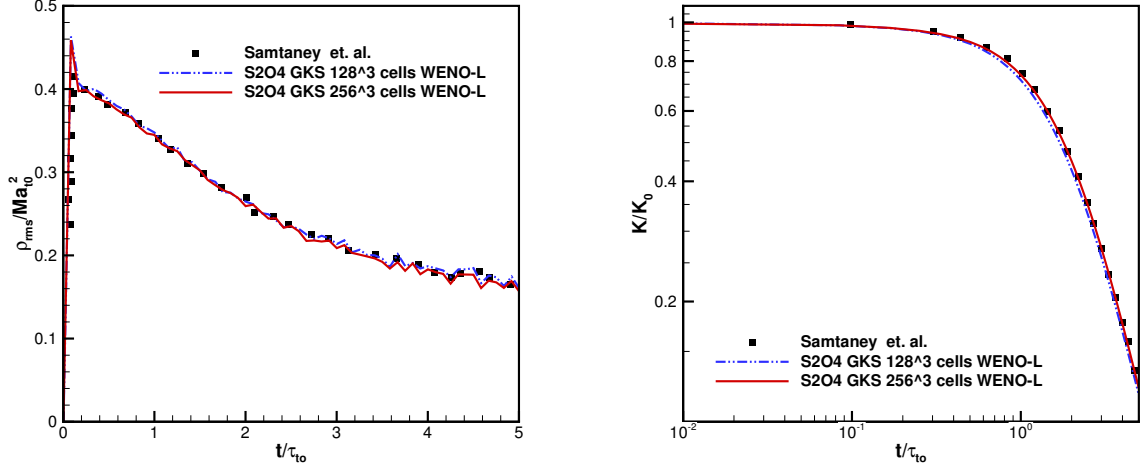 0.5
0.4
0.3
0.2
0.1
0
ρrms/Ma²t0
Samtaney et. al.
S2O4 GKS 128^3 cells WENO-L
S2O4 GKS 256^3 cells WENO-L
0 1 2 3 4 5
t/τto
1
0.8
0.6
0.4
0.2
K/K0
Samtaney et. al.
S2O4 GKS 128^3 cells WENO-L
S2O4 GKS 256^3 cells WENO-L
10⁻² 10⁻¹ 10⁰
t/τto